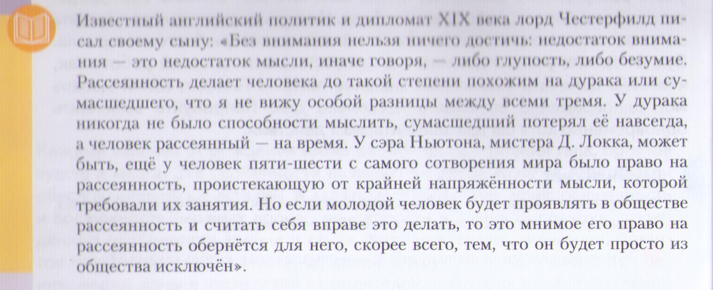 Известный английский политик и дипломат XIX века лорд Честерфилд пи-
сал своему сыну: «Без внимания нельзя ничего достичь: недостаток внима-
ния — это недостаток мысли, иначе говоря, — либо глупость, либо безумие.
Рассеянность делает человека до такой степени похожим на дурака или су-
масшедшего, что я не вижу особой разницы между всеми тремя. У дурака
никогда не было способности мыслить, сумасшедший потерял её навсегда,
а человек рассеянный — на время. У сэра Ньютона, мистера Д. Локка, может
быть, ещё у человек пяти-шести с самого сотворения мира было право на
рассеянность, проистекающую от крайней напряжённости мысли, которой
требовали их занятия. Но если молодой человек будет проявлять в обществе
рассеянность и считать себя вправе это делать, то это мнимое его право на
рассеянность обернётся для него, скорее всего, тем, что он будет просто из
общества исключён».